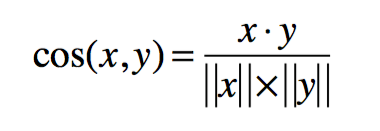 cos(x,y) = x · y / ||x||×||y||